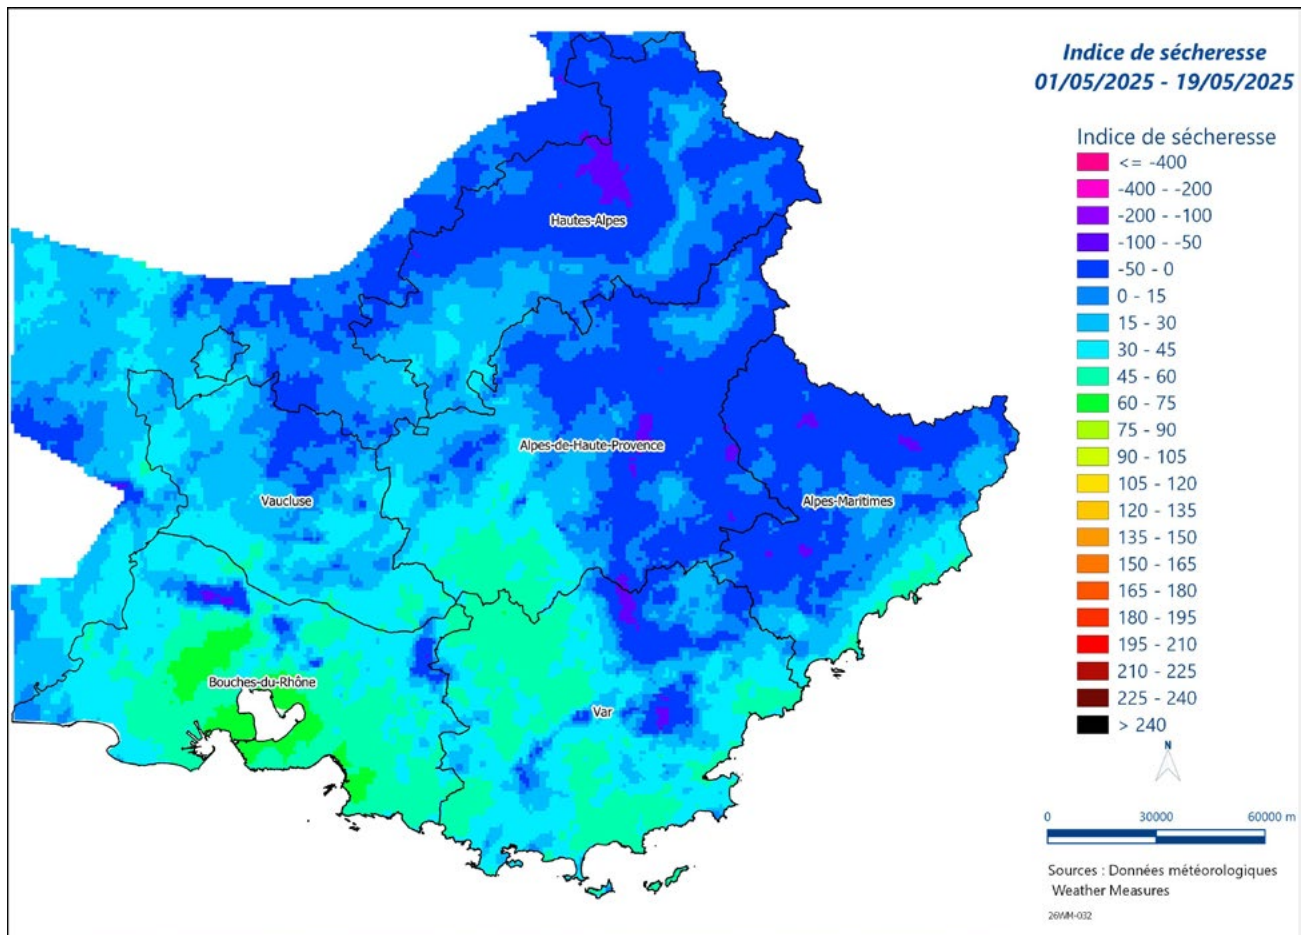 Indice de sécheresse
01/05/2025 - 19/05/2025
Indice de sécheresse
<= -400
-400 - -200
-200 - -100
-100 - -50
-50 - 0
0 - 15
15 - 30
30 - 45
45 - 60
60 - 75
75 - 90
90 - 105
105 - 120
120 - 135
135 - 150
150 - 165
165 - 180
180 - 195
195 - 210
210 - 225
225 - 240
> 240
N
0 30000 60000 m
Sources : Données météorologiques
Weather Measures
26WM-032
Hautes-Alpes
Alpes-de-Haute-Provence
Vaucluse
Alpes-Maritimes
Bouches-du-Rhône
Var